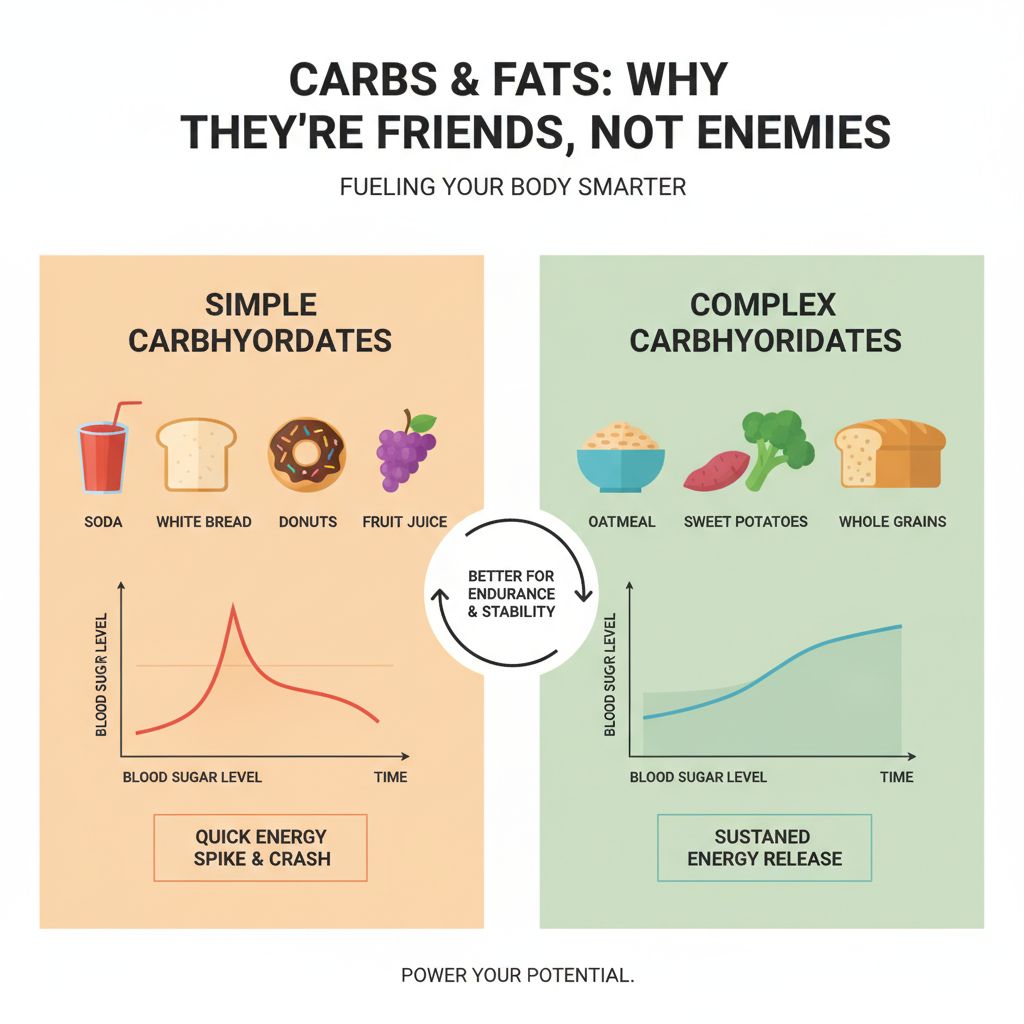 CARBS & FATS: WHY
THEY'RE FRIENDS, NOT ENEMIES
FUELING YOUR BODY SMARTER
SIMPLE
CARBHYORDATES
SODA
WHITE BREAD
DONUTS
FRUIT JUICE
BLOOD SUGR LEVEL
BLOOD SUGAR LEVEL
TIME
QUICK ENERGY
SPIKE & CRASH
BETTER FOR
ENDURANCE
& STABILITY
COMPLEX
CARBHYORIDATES
OATMEAL
SWEET POTATOES
WHOLE GRAINS
BLOOD SUGR LEVEL
BLOOD SUGAR LEVEL
TIME
SUSTANED
ENERGY RELEASE
POWER YOUR POTENTIAL.